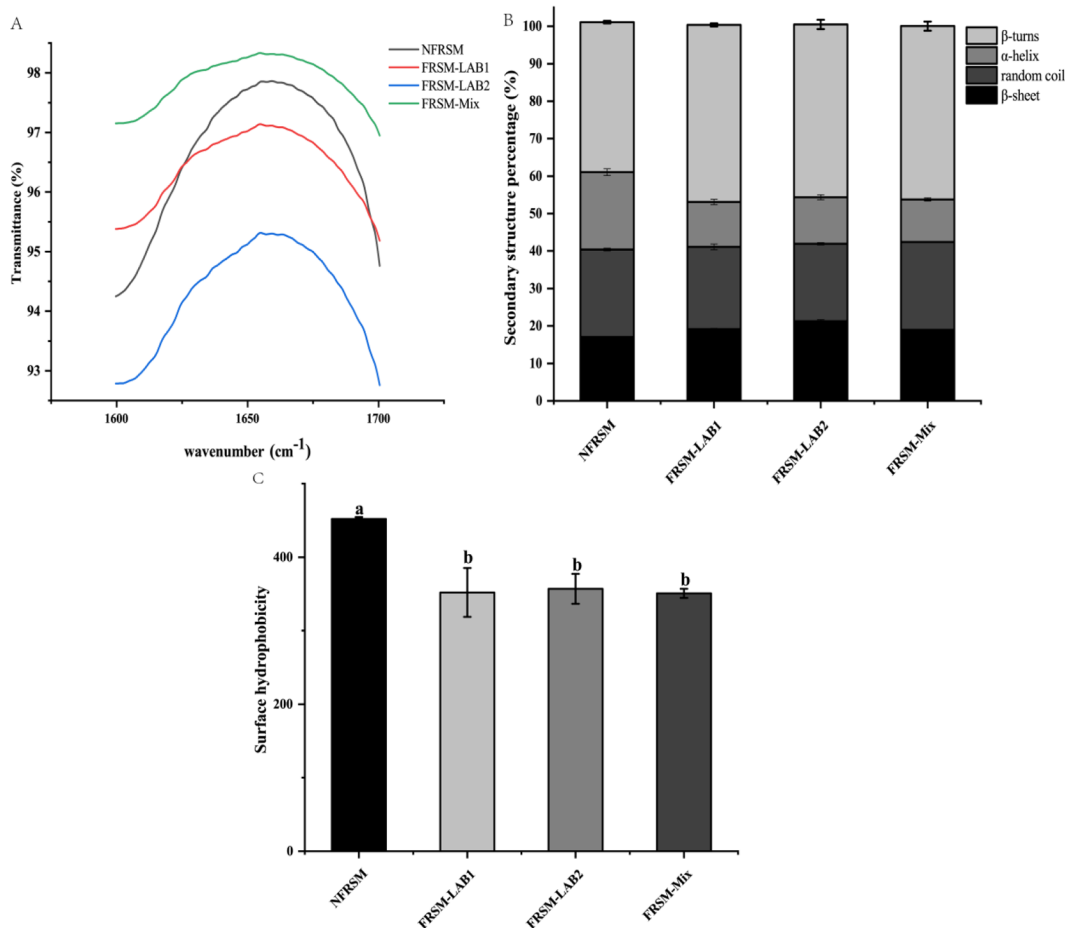 A
98
97
96
95
94
93
Transmittance (%)
1600
1650
1700
wavenumber (cm-1)
NFRSM
FRSM-LAB1
FRSM-LAB2
FRSM-Mix
B
100
90
80
70
60
50
40
30
20
10
0
Secondary structure percentage (%)
NFRSM
FRSM-LAB1
FRSM-LAB2
FRSM-Mix
β-turns
α-helix
random coil
β-sheet
C
400
200
0
Surface hydrophobicity
a
b
b
b
NFRSM
FRSM-LAB1
FRSM-LAB2
FRSM-Mix